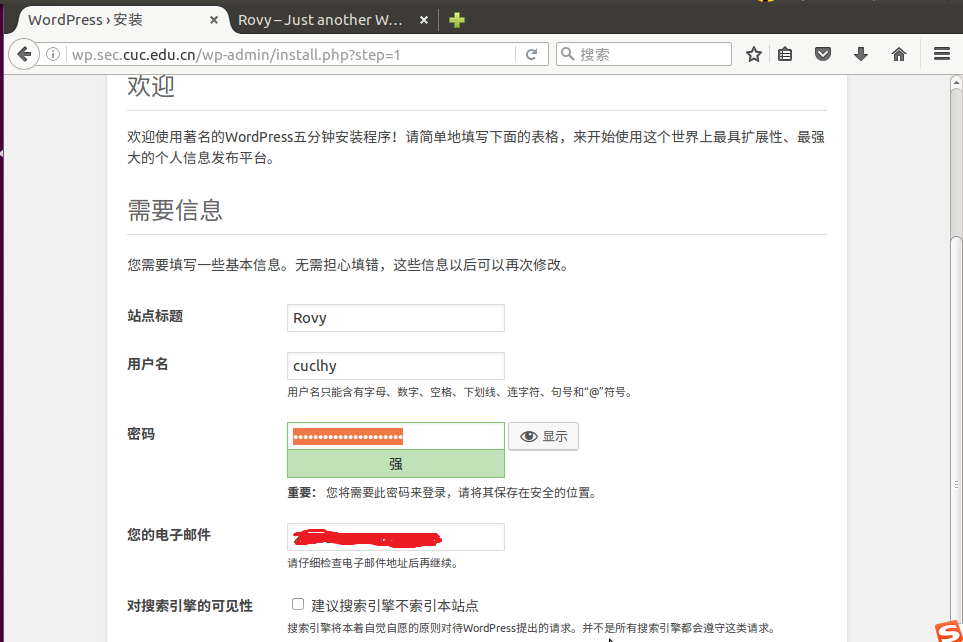 WordPress › 安装
Rovy – Just another W...
wp.sec.cuc.edu.cn/wp-admin/install.php?step=1
搜索
欢迎
欢迎使用著名的WordPress五分钟安装程序！请简单地填写下面的表格，来开始使用这个世界上最具扩展性、最强
大的个人信息发布平台。
需要信息
您需要填写一些基本信息。无需担心填错，这些信息以后可以再次修改。
站点标题
Rovy
用户名
cuclhy
用户名只能含有字母、数字、空格、下划线、连字符、句号和“@”符号。
密码
显示
强
重要： 您将需要此密码来登录，请将其保存在安全的位置。
您的电子邮件
请仔细检查电子邮件地址后再继续。
对搜索引擎的可见性
建议搜索引擎不索引本站点
搜索引擎将本着自觉自愿的原则对待WordPress提出的请求。并不是所有搜索引擎都会遵守这类请求。